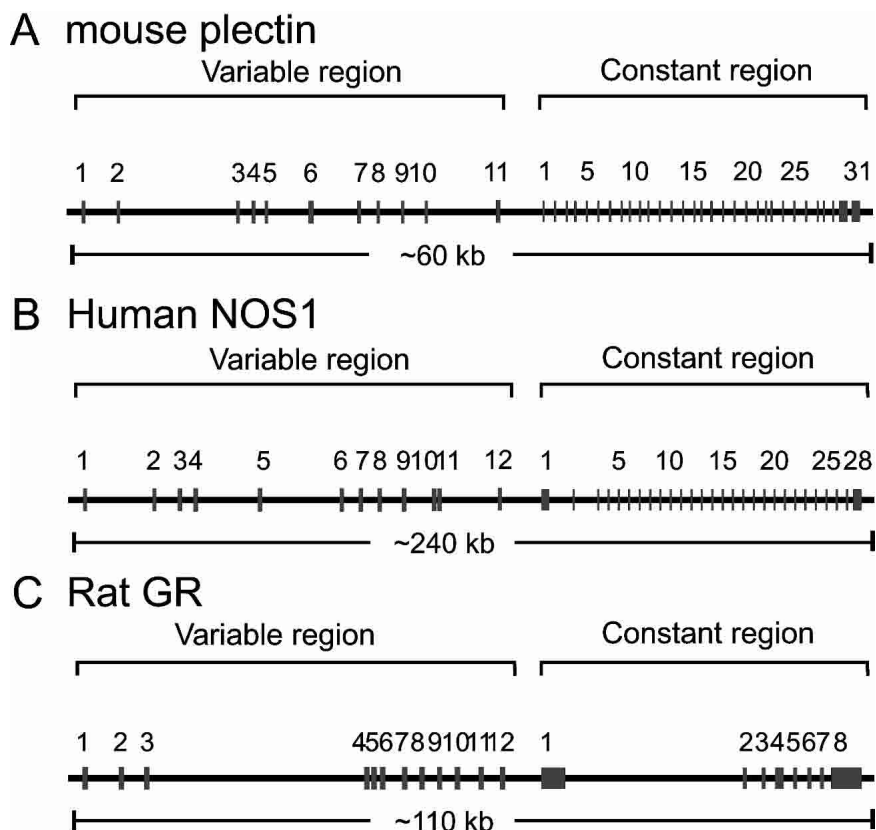 A mouse plectin
Variable region Constant region
1 2 3 4 5 6 7 8 9 10 11 1 5 10 15 20 25 31
~60 kb
B Human NOS1
Variable region Constant region
1 2 3 4 5 6 7 8 9 10 11 12 1 5 10 15 20 25 28
~240 kb
C Rat GR
Variable region Constant region
1 2 3 4 5 6 7 8 9 10 11 12 1 2 3 4 5 6 7 8
~110 kb